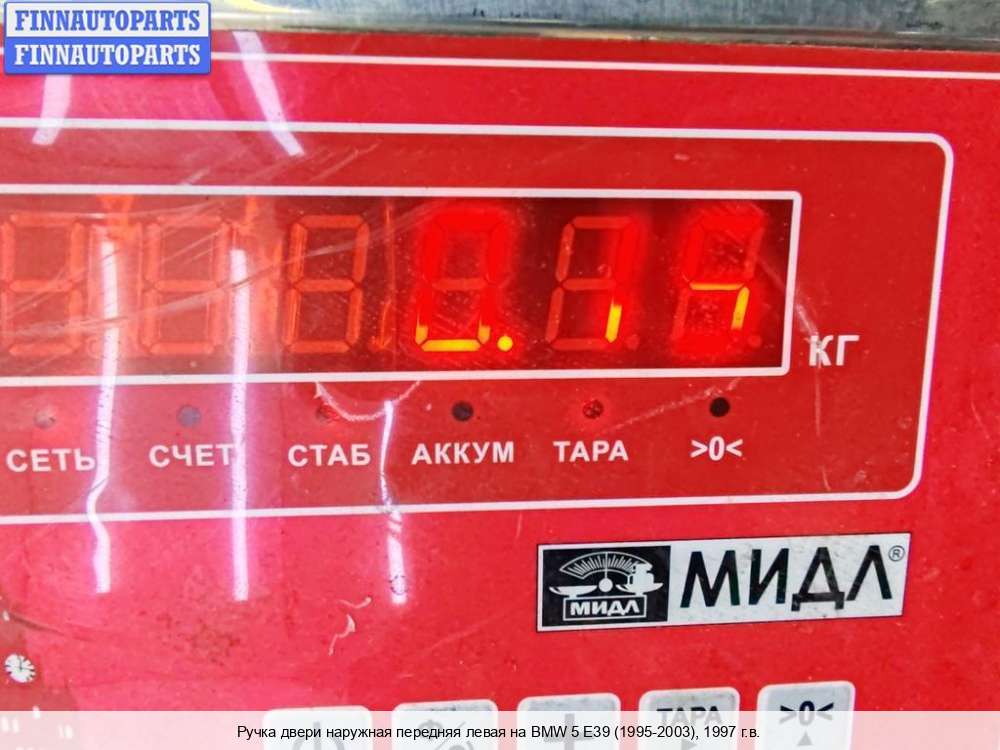 FINNAUTOPARTS
FINNAUTOPARTS
кг
СЕТЬ СЧЕТ СТАБ АККУМ ТАРА >0<
МИДЛ МИДЛ®
ТАРА >0<
Ручка двери наружная передняя левая на BMW 5 E39 (1995-2003), 1997 г.в.